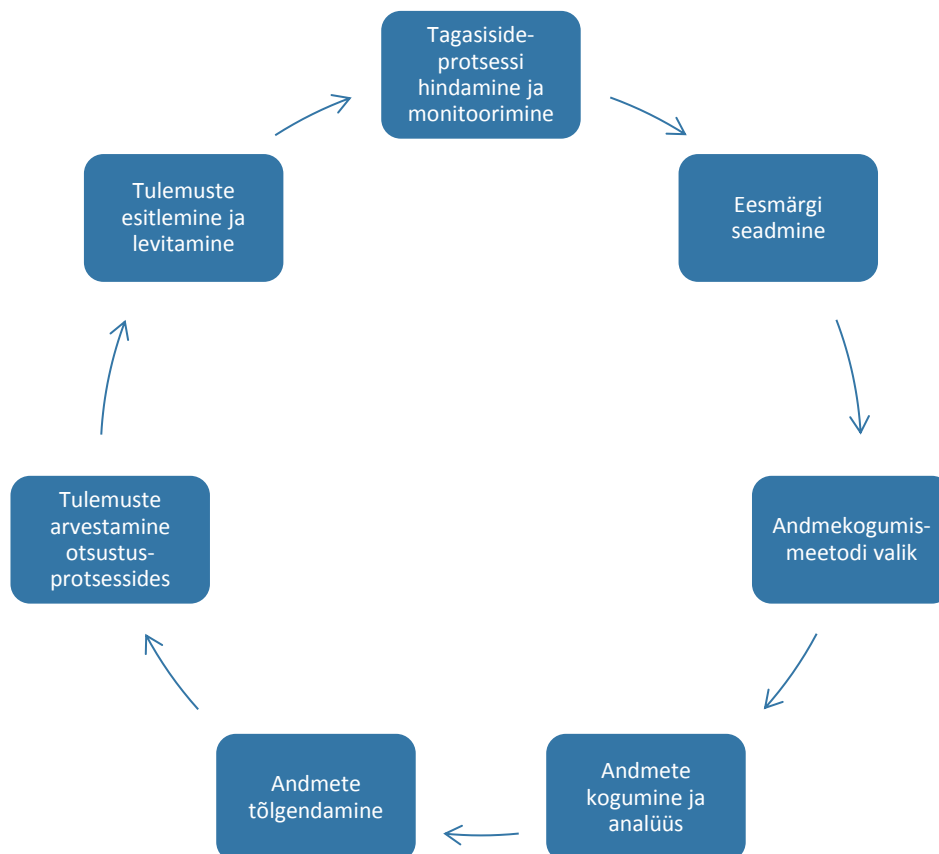 Tagasiside-
protsessi
hindamine ja
monitoorimine
Eesmärgi
seadmine
Andmekogumis-
meetodi valik
Andmete
kogumine ja
analüüs
Andmete
tõlgendamine
Tulemuste
arvestamine
otsustus-
protsessides
Tulemuste
esitlemine ja
levitamine